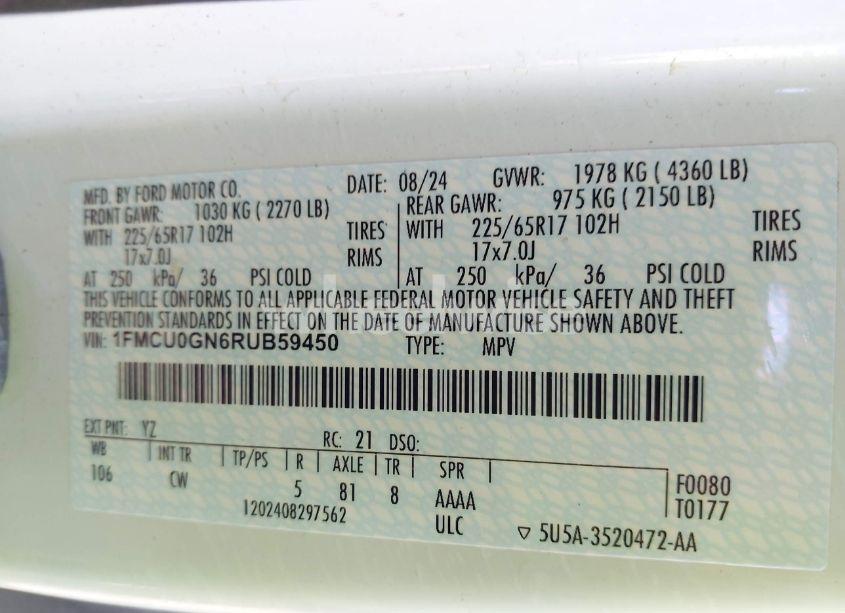 MFD. BY FORD MOTOR CO. DATE: 08/24 GVWR: 1978 KG ( 4360 LB)
FRONT GAWR: 1030 KG ( 2270 LB) REAR GAWR: 975 KG ( 2150 LB)
WITH 225/65R17 102H TIRES WITH 225/65R17 102H TIRES
17x7.0J RIMS 17x7.0J RIMS
AT 250 kPa/ 36 PSI COLD AT 250 kPa/ 36 PSI COLD
THIS VEHICLE CONFORMS TO ALL APPLICABLE FEDERAL MOTOR VEHICLE SAFETY AND THEFT
PREVENTION STANDARDS IN EFFECT ON THE DATE OF MANUFACTURE SHOWN ABOVE.
VIN: 1FMCU0GN6RUB59450 TYPE: MPV
EXT PNT: YZ RC: 21 DSO:
WB INT TR TP/PS R AXLE TR SPR
106 CW 5 81 8 AAAA F0080
1202408297562 ULC T0177
▽ 5U5A-3520472-AA